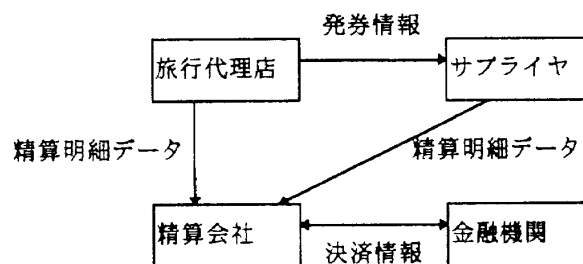 発券情報
旅行代理店
サプライヤ
精算明細データ
精算明細データ
精算会社
金融機関
決済情報